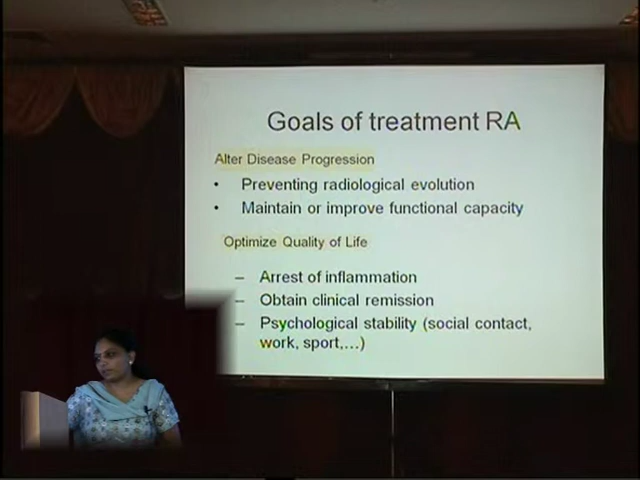 Goals of treatment RA
Alter Disease Progression
• Preventing radiological evolution
• Maintain or improve functional capacity
Optimize Quality of Life
– Arrest of inflammation
– Obtain clinical remission
– Psychological stability (social contact,
work, sport,...)